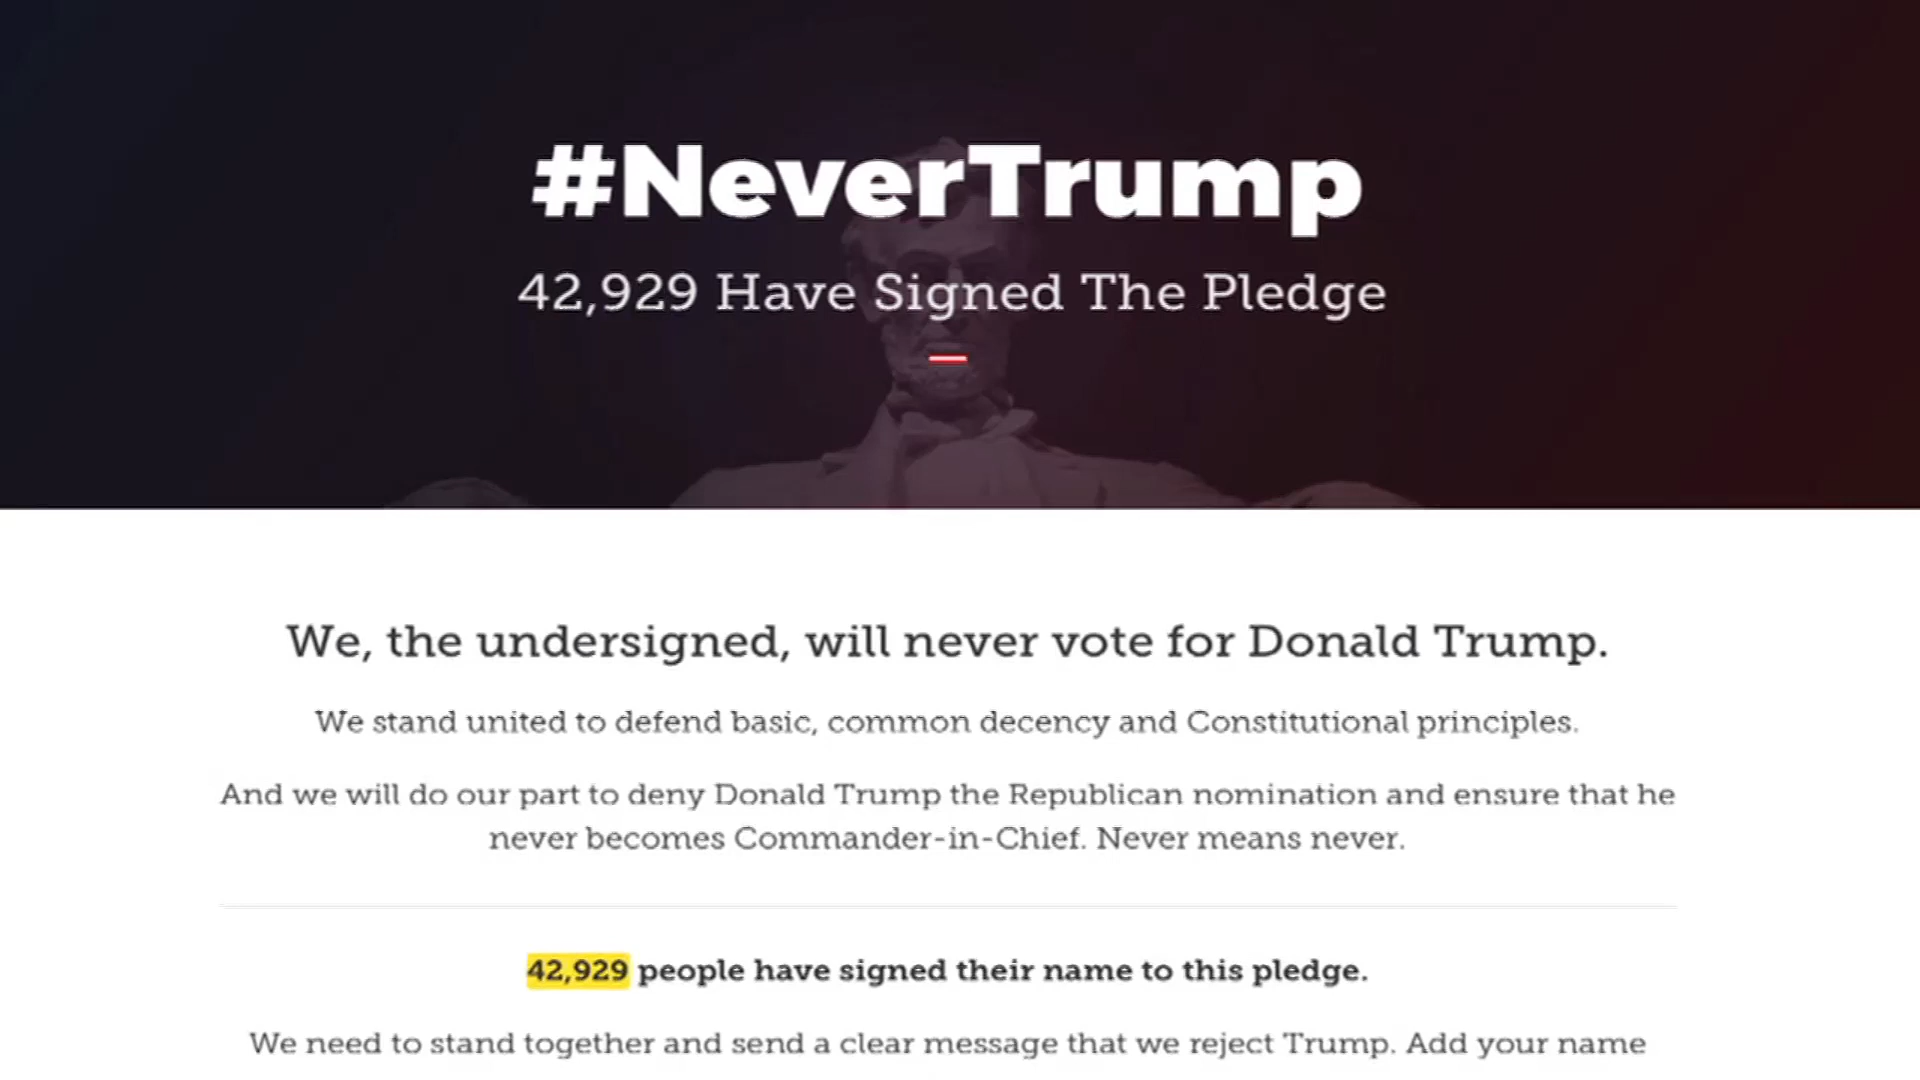 #NeverTrump
42,929 Have Signed The Pledge
We, the undersigned, will never vote for Donald Trump.
We stand united to defend basic, common decency and Constitutional principles.
And we will do our part to deny Donald Trump the Republican nomination and ensure that he
never becomes Commander-in-Chief. Never means never.
42,929 people have signed their name to this pledge.
We need to stand together and send a clear message that we reject Trump. Add your name